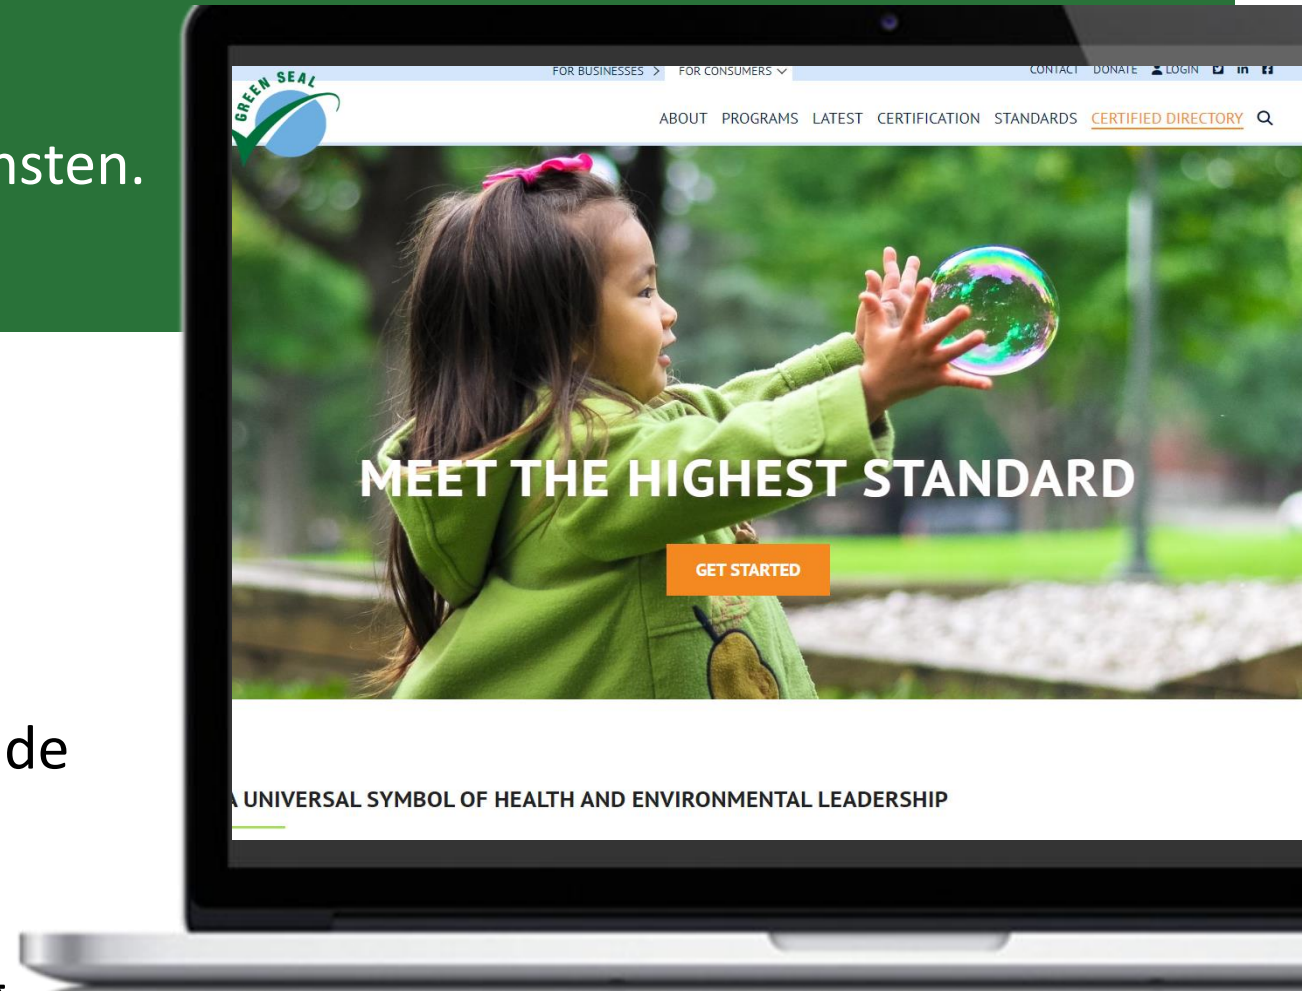 nsten.
de
GREEN SEAL
FOR BUSINESSES > FOR CONSUMERS CONTACT DONATE LOGIN
ABOUT PROGRAMS LATEST CERTIFICATION STANDARDS CERTIFIED DIRECTORY
MEET THE HIGHEST STANDARD
GET STARTED
A UNIVERSAL SYMBOL OF HEALTH AND ENVIRONMENTAL LEADERSHIP